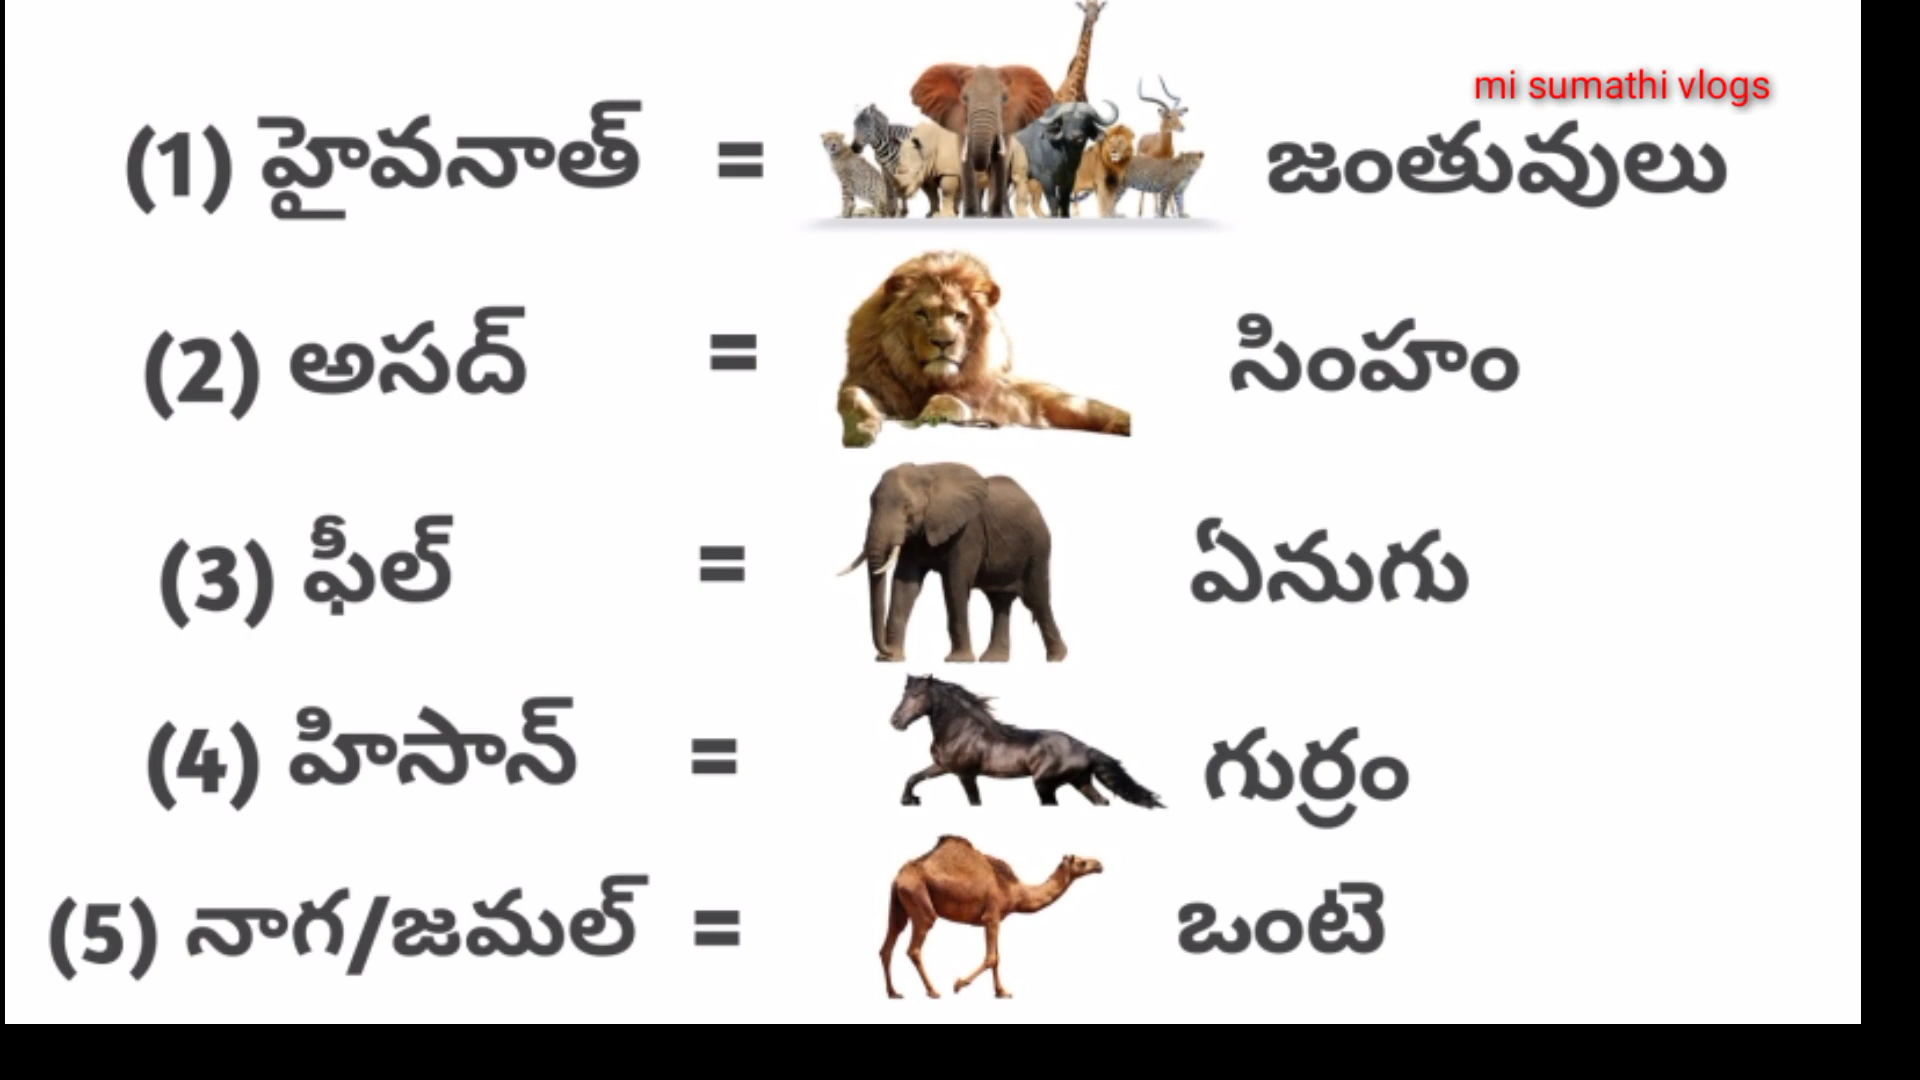 mi sumathi vlogs
(1) హైవనాత్ = జంతువులు
(2) అసద్ = సింహం
(3) ఫీల్ = ఏనుగు
(4) హిసాన్ = గుర్రం
(5) నాగ/జమల్ = ఒంటె